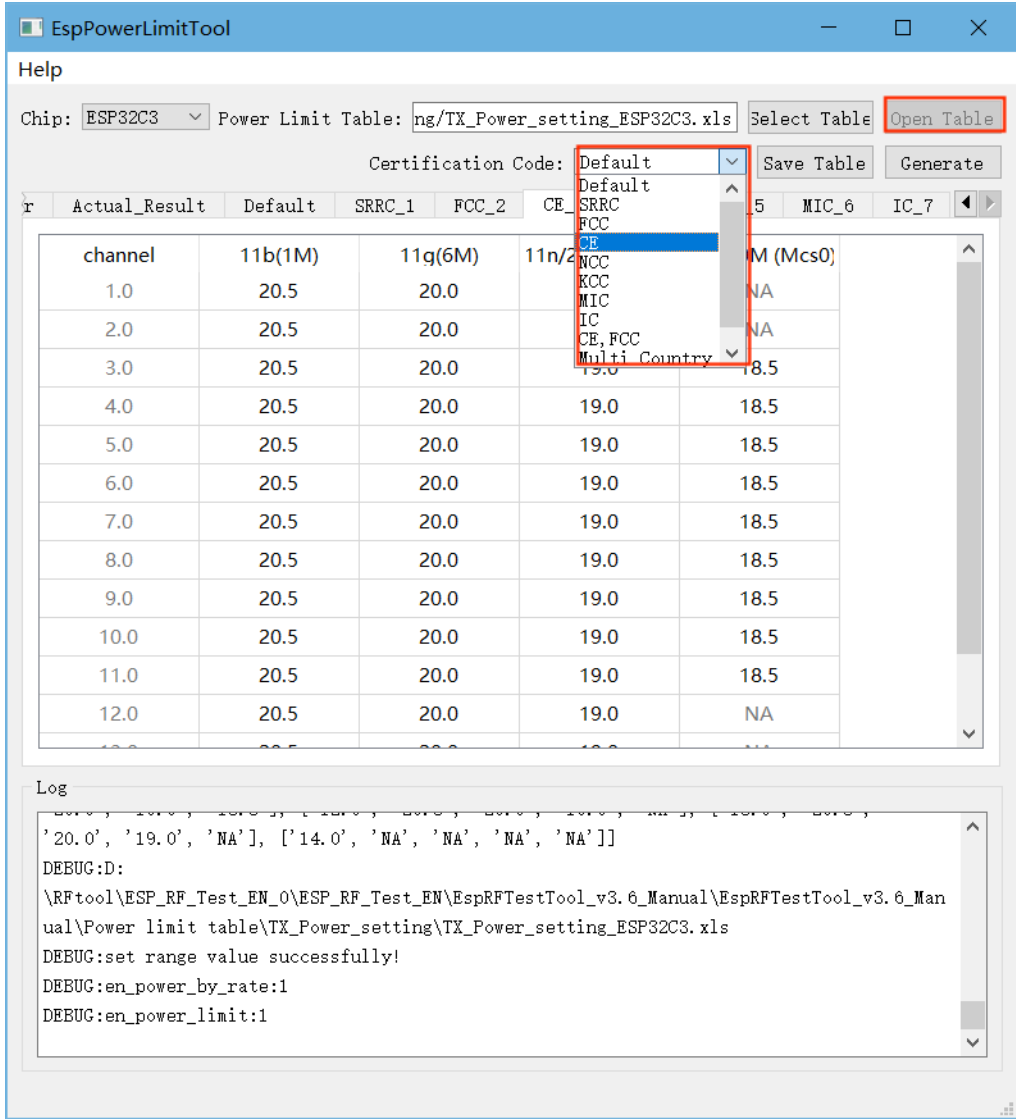 EspPowerLimitTool
Help
Chip: ESP32C3 Power Limit Table: ng/TX_Power_setting_ESP32C3.xls Select Table Open Table
Certification Code: Default Save Table Generate
Default
SRRC
FCC
CE
NCC
KCC
MIC
IC
CE,FCC
Multi Country
r Actual_Result Default SRRC_1 FCC_2 CE_ _5 MIC_6 IC_7
channel 11b(1M) 11g(6M) 11n/2 M (Mcs0)
1.0 20.5 20.0 NA
2.0 20.5 20.0 NA
3.0 20.5 20.0 19.0 18.5
4.0 20.5 20.0 19.0 18.5
5.0 20.5 20.0 19.0 18.5
6.0 20.5 20.0 19.0 18.5
7.0 20.5 20.0 19.0 18.5
8.0 20.5 20.0 19.0 18.5
9.0 20.5 20.0 19.0 18.5
10.0 20.5 20.0 19.0 18.5
11.0 20.5 20.0 19.0 18.5
12.0 20.5 20.0 19.0 NA
Log
'20.0', '19.0', 'NA'], ['14.0', 'NA', 'NA', 'NA', 'NA']]
DEBUG:D:
\RFtool\ESP_RF_Test_EN_0\ESP_RF_Test_EN\EspRFTestTool_v3.6_Manual\EspRFTestTool_v3.6_Man
ual\Power limit table\TX_Power_setting\TX_Power_setting_ESP32C3.xls
DEBUG:set range value successfully!
DEBUG:en_power_by_rate:1
DEBUG:en_power_limit:1